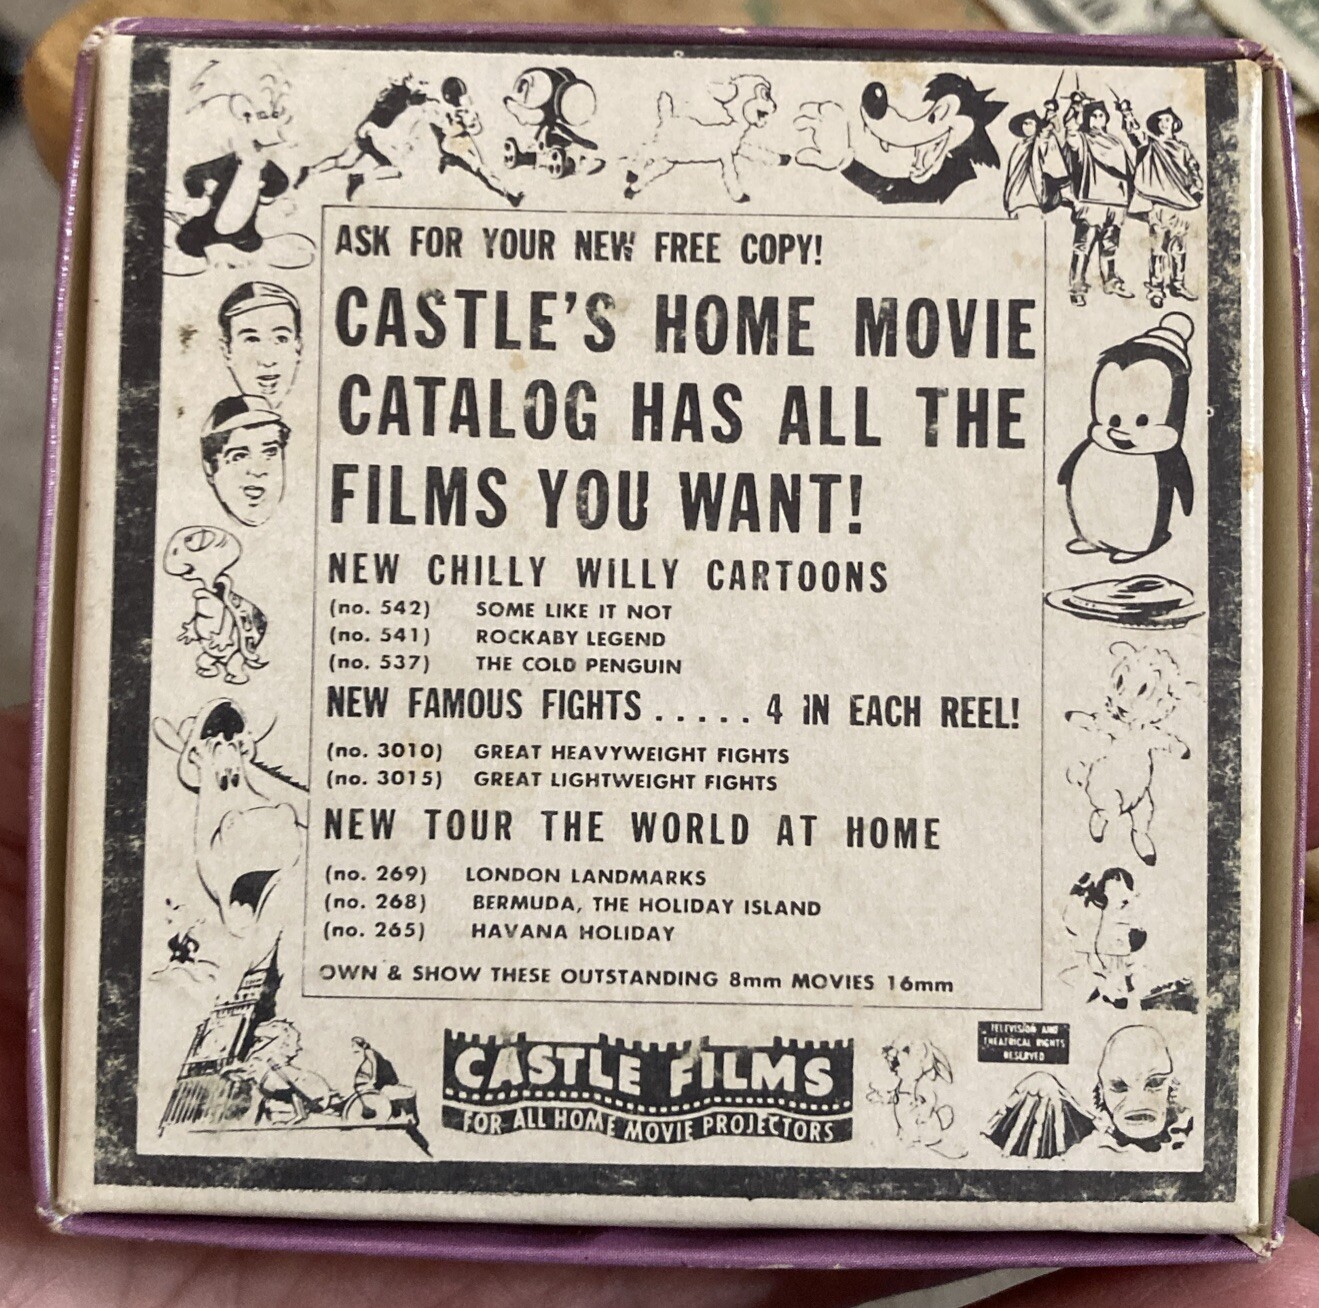 ASK FOR YOUR NEW FREE COPY!
CASTLE'S HOME MOVIE
CATALOG HAS ALL THE
FILMS YOU WANT!
NEW CHILLY WILLY CARTOONS
(no. 542) SOME LIKE IT NOT
(no. 541) ROCKABY LEGEND
(no. 537) THE COLD PENGUIN
NEW FAMOUS FIGHTS ..... 4 IN EACH REEL!
(no. 3010) GREAT HEAVYWEIGHT FIGHTS
(no. 3015) GREAT LIGHTWEIGHT FIGHTS
NEW TOUR THE WORLD AT HOME
(no. 269) LONDON LANDMARKS
(no. 268) BERMUDA, THE HOLIDAY ISLAND
(no. 265) HAVANA HOLIDAY
OWN & SHOW THESE OUTSTANDING 8mm MOVIES 16mm
CASTLE FILMS
FOR ALL HOME MOVIE PROJECTORS
TELEVISION AND
THEATRICAL RIGHTS
RESERVED